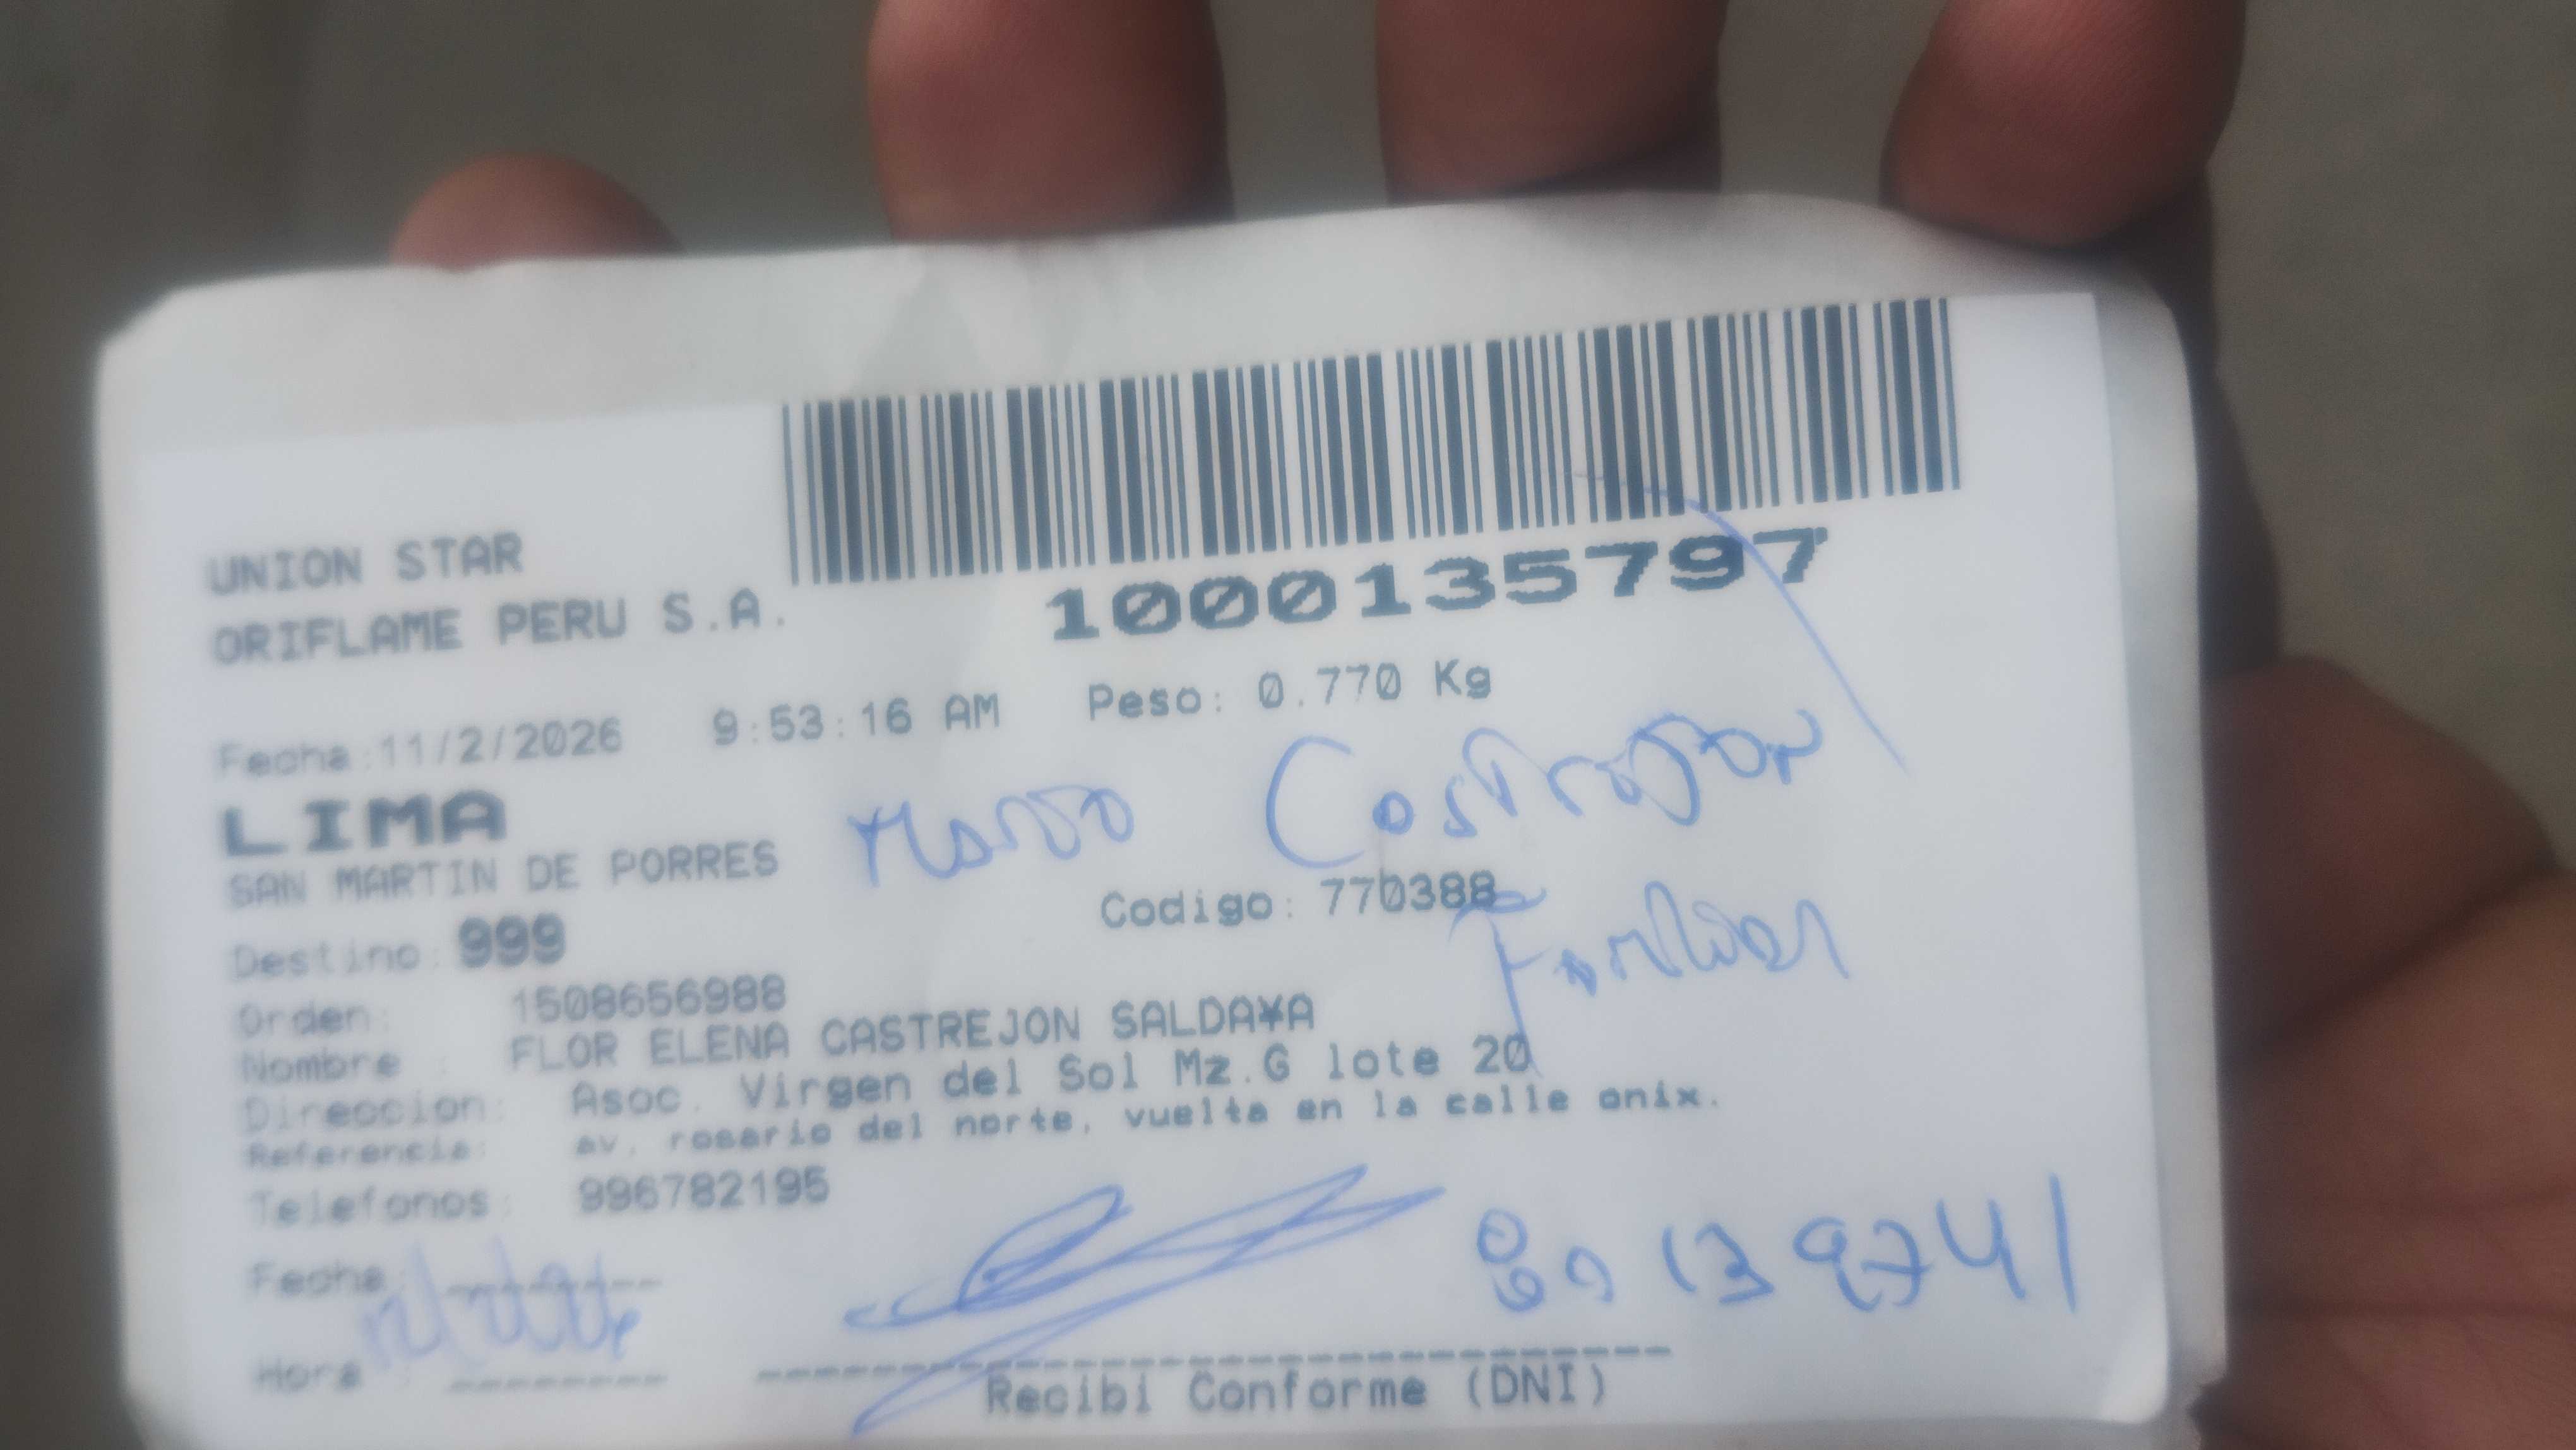 UNION STAR
ORIFLAME PERU S.A.
1000135797
Fecha:11/2/2026 9:53:16 AM Peso: 0.770 Kg
LIMA
SAN MARTIN DE PORRES
Castrejon
Codigo: 770388
Familiar
Destino: 999
Orden: 1508656988
Nombre : FLOR ELENA CASTREJON SALDA¥A
Direccion: Asoc. Virgen del Sol Mz.G lote 20
Referencia: av. rosario del norte, vuelta en la calle onix.
Telefonos: 996782195
Fecha:
80139741
Hora :
Recibi Conforme (DNI)